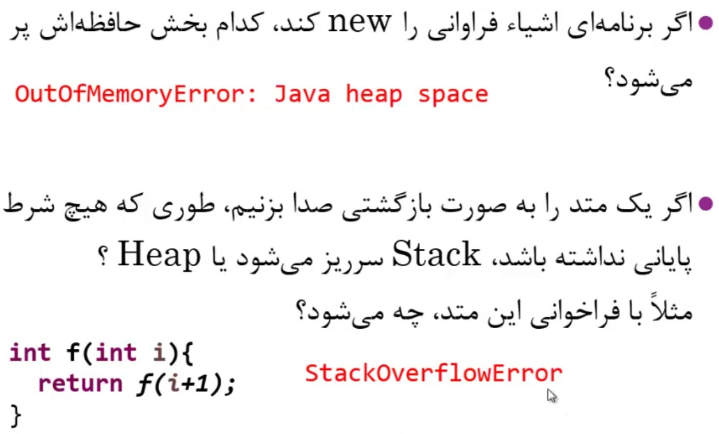 ● اگر برنامه‌ای اشیاء فراوانی را new کند، کدام بخش حافظه‌اش پر
می‌شود؟
OutOfMemoryError: Java heap space
● اگر یک متد را به صورت بازگشتی صدا بزنیم، طوری که هیچ شرط
پایانی نداشته باشد، Stack سرریز می‌شود یا Heap ؟
مثلاً با فراخوانی این متد، چه می‌شود؟
int f(int i){
return f(i+1);
}
StackOverflowError